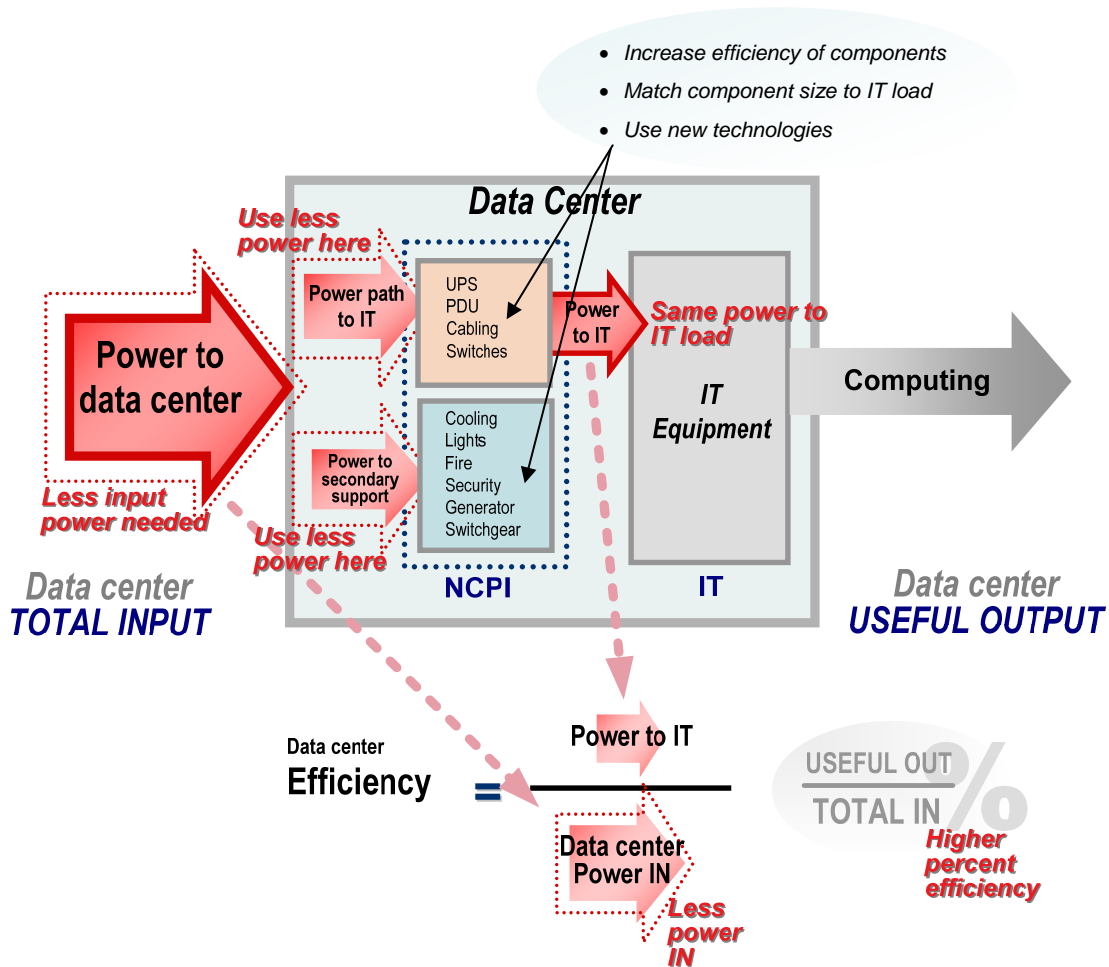 • Increase efficiency of components
• Match component size to IT load
• Use new technologies
Data Center
Use less
power here
Power path
to IT
UPS
PDU
Cabling
Switches
Power
to IT
Same power to
IT load
Power to
data center
IT
Equipment
Computing
Cooling
Lights
Fire
Security
Generator
Switchgear
Power to
secondary
support
Less input
power needed
Use less
power here
NCPI
IT
Data center
TOTAL INPUT
Data center
USEFUL OUTPUT
Data center
Efficiency
=
Power to IT
Data center
Power IN
Less
power
IN
USEFUL OUT
TOTAL IN
%
Higher
percent
efficiency